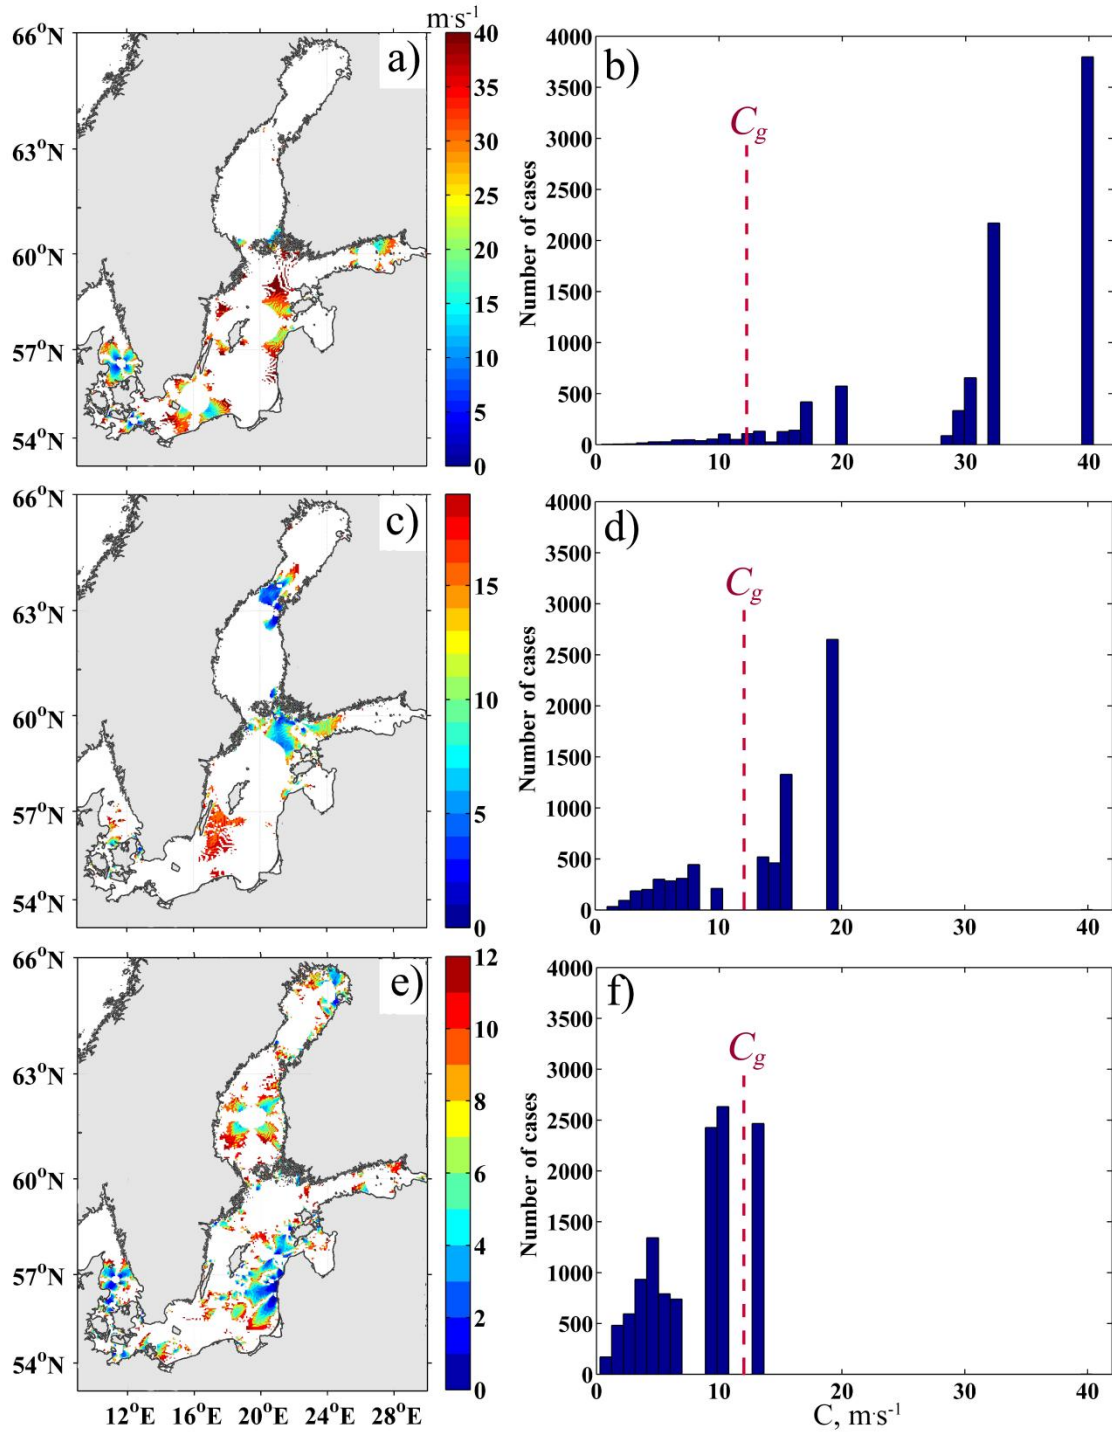 m·s⁻¹
a)
66°N
63°N
60°N
57°N
54°N
40
35
30
25
20
15
10
5
0
b)
Cg
Number of cases
4000
3500
3000
2500
2000
1500
1000
500
0
0 10 20 30 40
c)
66°N
63°N
60°N
57°N
54°N
15
10
5
0
d)
Cg
Number of cases
4000
3500
3000
2500
2000
1500
1000
500
0
0 10 20 30 40
e)
66°N
63°N
60°N
57°N
54°N
12°E 16°E 20°E 24°E 28°E
12
10
8
6
4
2
0
f)
Cg
Number of cases
4000
3500
3000
2500
2000
1500
1000
500
0
0 10 20 30 40
C, m·s⁻¹